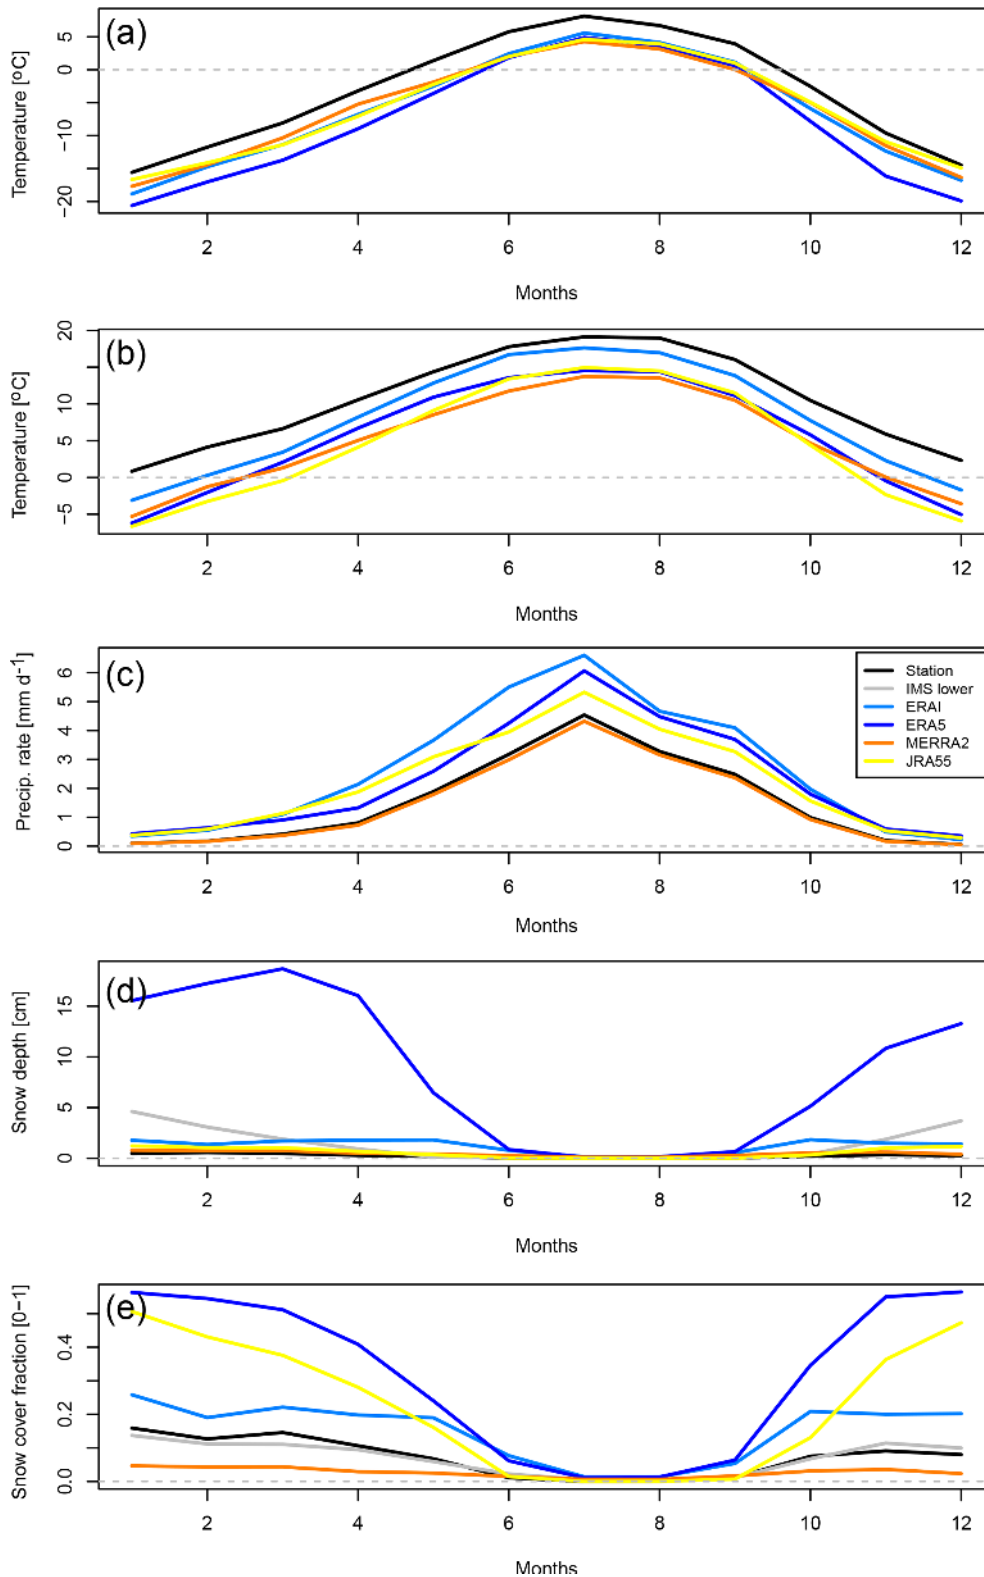 (a)
Temperature [ºC]
5
0
−10
−20
2 4 6 8 10 12
Months
(b)
Temperature [ºC]
20
10
5
0
−5
2 4 6 8 10 12
Months
(c)
Precip. rate [mm d⁻¹]
6
5
4
3
2
1
0
Station
IMS lower
ERAI
ERA5
MERRA2
JRA55
2 4 6 8 10 12
Months
(d)
Snow depth [cm]
15
10
5
0
2 4 6 8 10 12
Months
(e)
Snow cover fraction [0−1]
0.4
0.2
0.0
2 4 6 8 10 12
Months